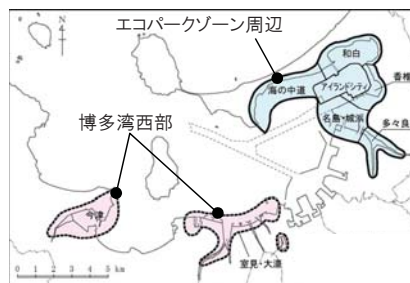 エコパークゾーン周辺
N
和白
香椎
海の中道
アイランドシティ
博多湾西部
名島・城浜
多々良
今津
室見・大濠
0 1 2 3 4 5 km